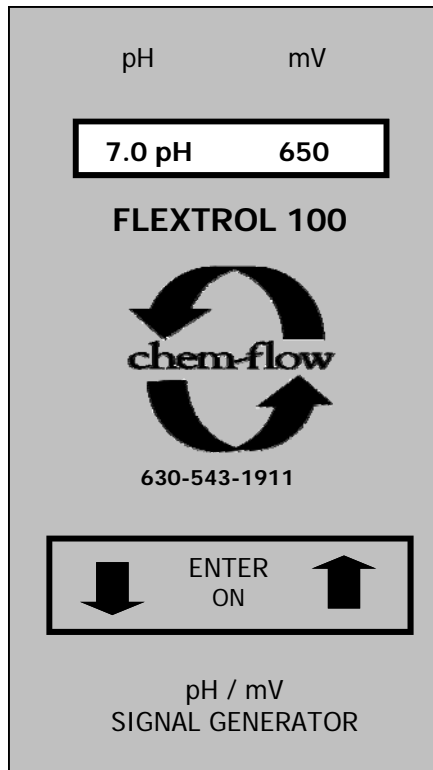 pH mV
7.0 pH 650
FLEXTROL 100
chem-flow
630-543-1911
ENTER
ON
pH / mV
SIGNAL GENERATOR